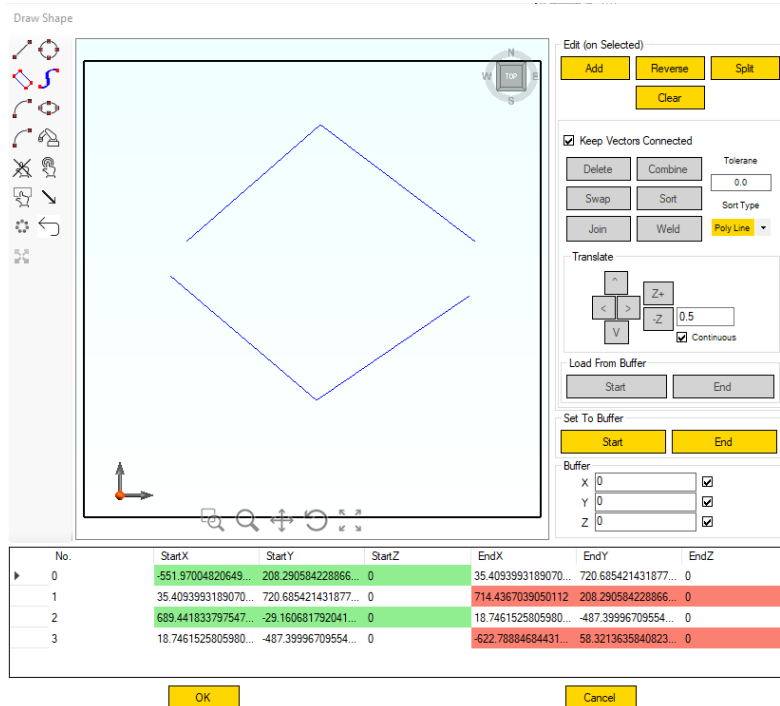 Draw Shape
N
W TOP E
S
Edit (on Selected)
Add Reverse Split
Clear
Keep Vectors Connected
Delete Combine Tolerane
0.0
Swap Sort Sort Type
Join Weld Poly Line
Translate
^
< > Z+
V -Z 0.5
Continuous
Load From Buffer
Start End
Set To Buffer
Start End
Buffer
X 0
Y 0
Z 0
No. StartX StartY StartZ EndX EndY EndZ
0 -551.97004820649... 208.290584228866... 0 35.4093993189070... 720.685421431877... 0
1 35.4093993189070... 720.685421431877... 0 714.4367039050112 208.290584228866... 0
2 689.441833797547... -29.160681792041... 0 18.7461525805980... -487.39996709554... 0
3 18.7461525805980... -487.39996709554... 0 -622.78884684431... 58.3213635840823... 0
OK Cancel